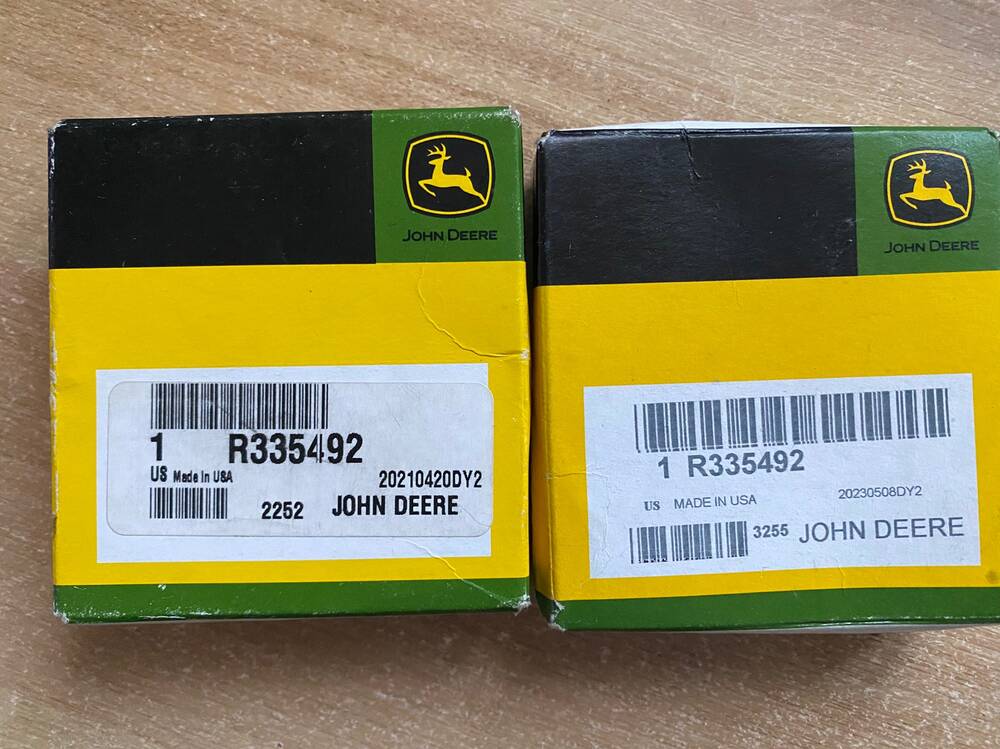 JOHN DEERE
1 R335492
US Made in USA
20210420DY2
2252 JOHN DEERE
JOHN DEERE
1 R335492
US MADE IN USA
20230508DY2
3255 JOHN DEERE